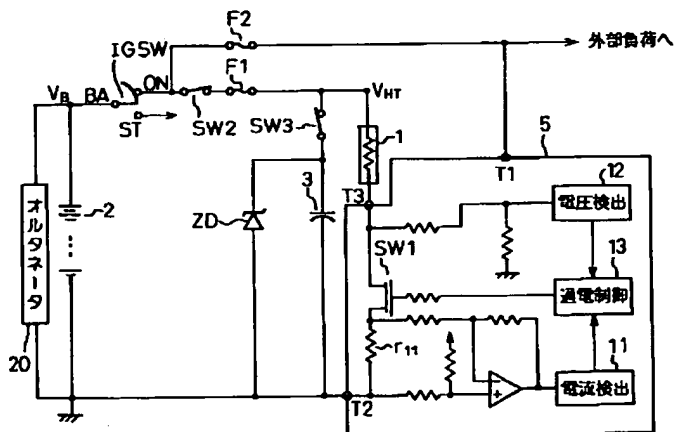 F2
外部負荷へ
IGSW
ON
F1
VB
BA
VHT
ST
SW2
SW3
1
5
T1
12
電圧検出
3
T3
ZD
SW1
13
通電制御
2
オルタネータ
r11
11
電流検出
20
T2